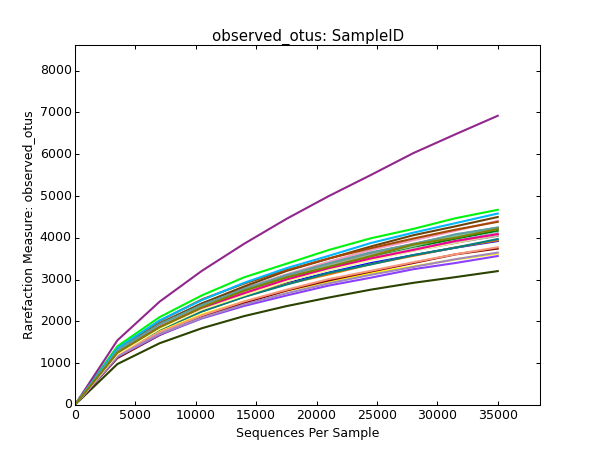 observed_otus: SampleID
8000
7000
6000
5000
4000
3000
2000
1000
0
Rarefaction Measure: observed_otus
0 5000 10000 15000 20000 25000 30000 35000
Sequences Per Sample